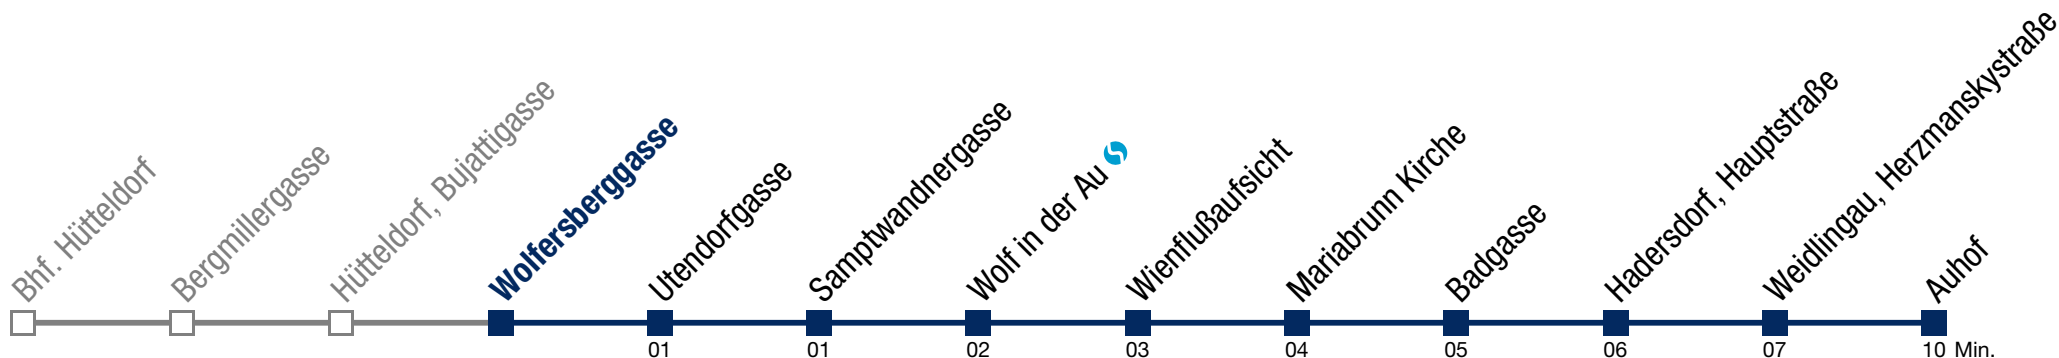 Bhf. Hütteldorf
Bergmillergasse
Hütteldorf, Bujattigasse
Wolfersberggasse
Utendorfgasse
Samptwandnergasse
Wolf in der Au
Wienflußaufsicht
Mariabrunn Kirche
Badgasse
Hadersdorf, Hauptstraße
Weidlingau, Herzmanskystraße
Auhof
01 01 02 03 04 05 06 07 10 Min.